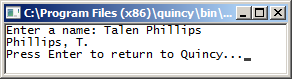 C:\Program Files (x86)\quincy\bin\
Enter a name: Talen Phillips
Phillips, T.
Press Enter to return to Quincy...